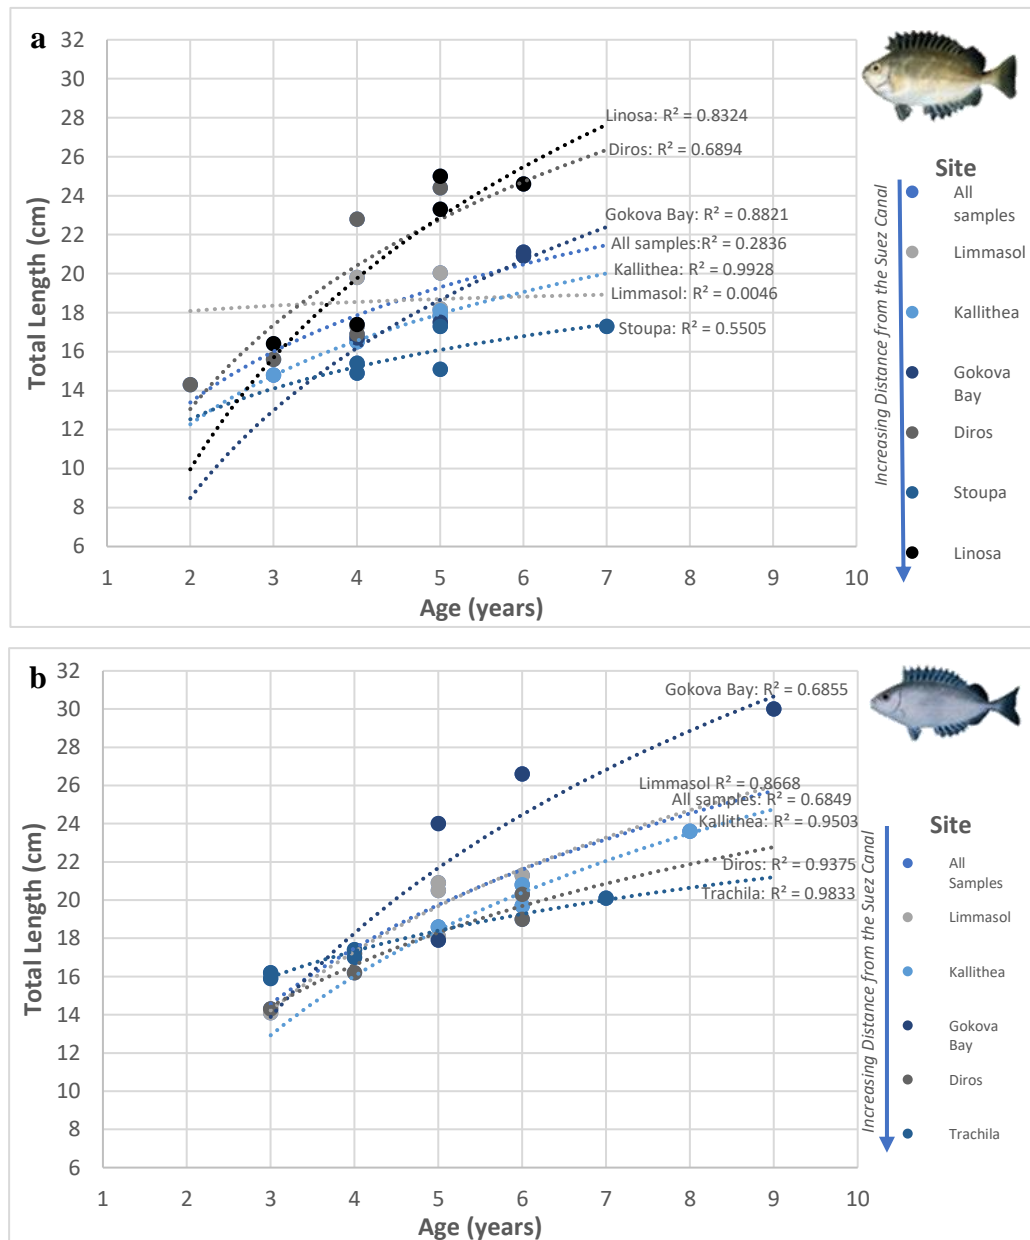 a
32
30
28
26
24
22
20
18
16
14
12
10
8
6
Total Length (cm)
1 2 3 4 5 6 7 8 9 10
Age (years)
Linosa: R² = 0.8324
Diros: R² = 0.6894
Gokova Bay: R² = 0.8821
All samples: R² = 0.2836
Kallithea: R² = 0.9928
Limmasol: R² = 0.0046
Stoupa: R² = 0.5505
Site
Increasing Distance from the Suez Canal
All
samples
Limmasol
Kallithea
Gokova
Bay
Diros
Stoupa
Linosa
b
32
30
28
26
24
22
20
18
16
14
12
10
8
6
Total Length (cm)
1 2 3 4 5 6 7 8 9 10
Age (years)
Gokova Bay: R² = 0.6855
Limmasol R² = 0.8668
All samples: R² = 0.6849
Kallithea: R² = 0.9503
Diros: R² = 0.9375
Trachila: R² = 0.9833
Site
Increasing Distance from the Suez Canal
All
Samples
Limmasol
Kallithea
Gokova
Bay
Diros
Trachila